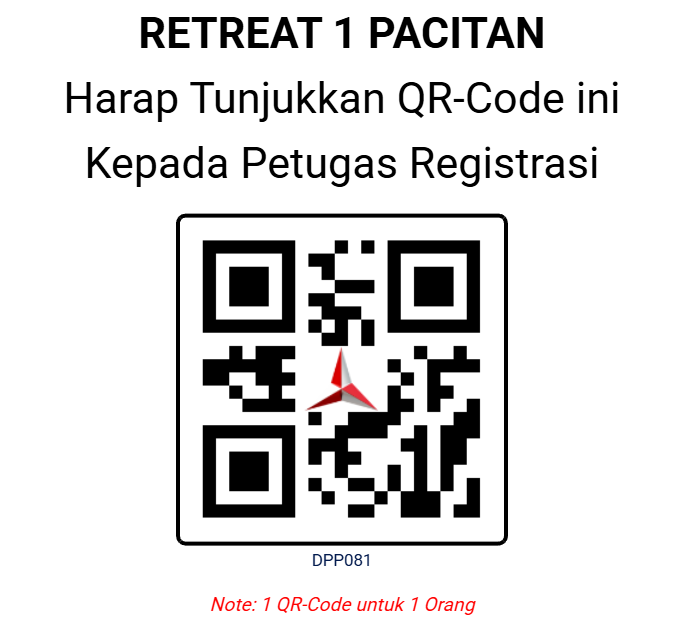 RETREAT 1 PACITAN
Harap Tunjukkan QR-Code ini
Kepada Petugas Registrasi
DPP081
Note: 1 QR-Code untuk 1 Orang